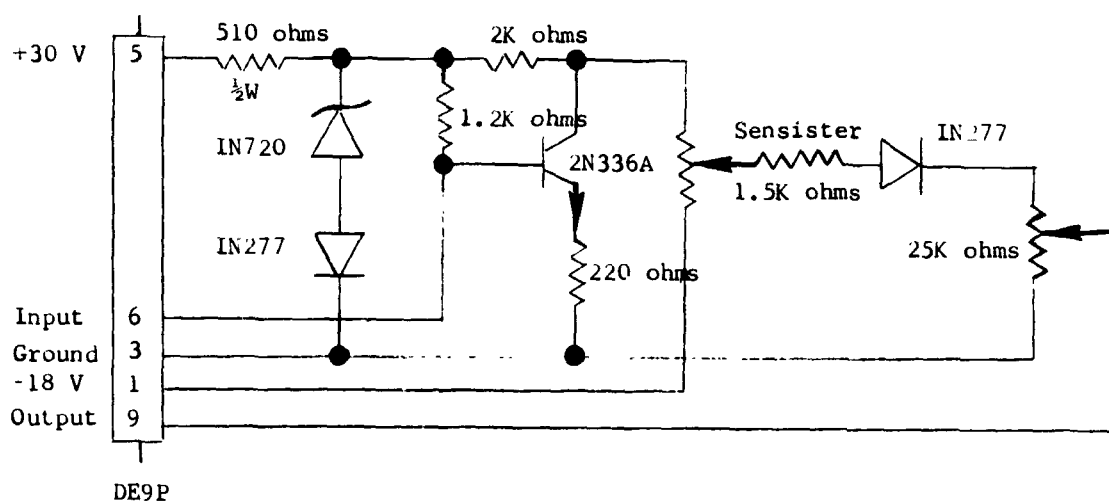 +30 V
5
510 ohms
½W
2K ohms
1.2K ohms
IN720
2N336A
Sensister
1.5K ohms
IN277
IN277
220 ohms
25K ohms
Input 6
Ground 3
-18 V 1
Output 9
DE9P